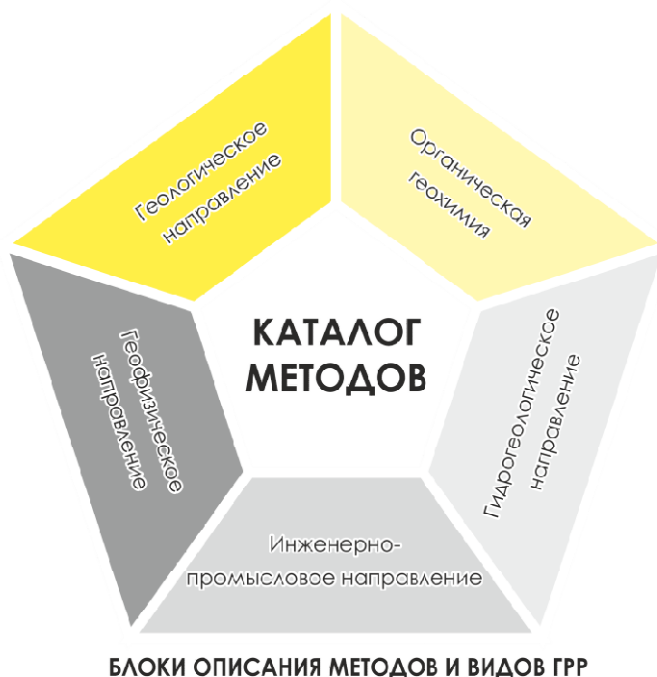 Геологическое
направление
Органическая
геохимия
КАТАЛОГ
МЕТОДОВ
Геофизическое
направление
Гидрогеологическое
направление
Инженерно-
промысловое направление
БЛОКИ ОПИСАНИЯ МЕТОДОВ И ВИДОВ ГРР